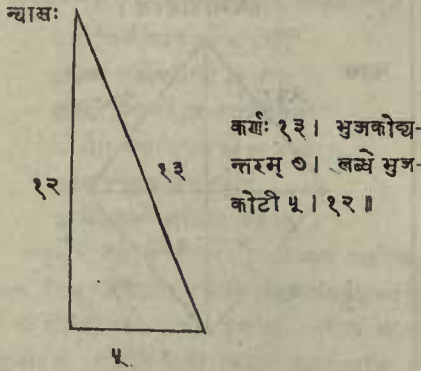 न्यासः
कर्णः १३। भुजकोट्य-
१२
१३
न्तरम् ७। लब्धे भुज-
कोटी ५। १२॥
५